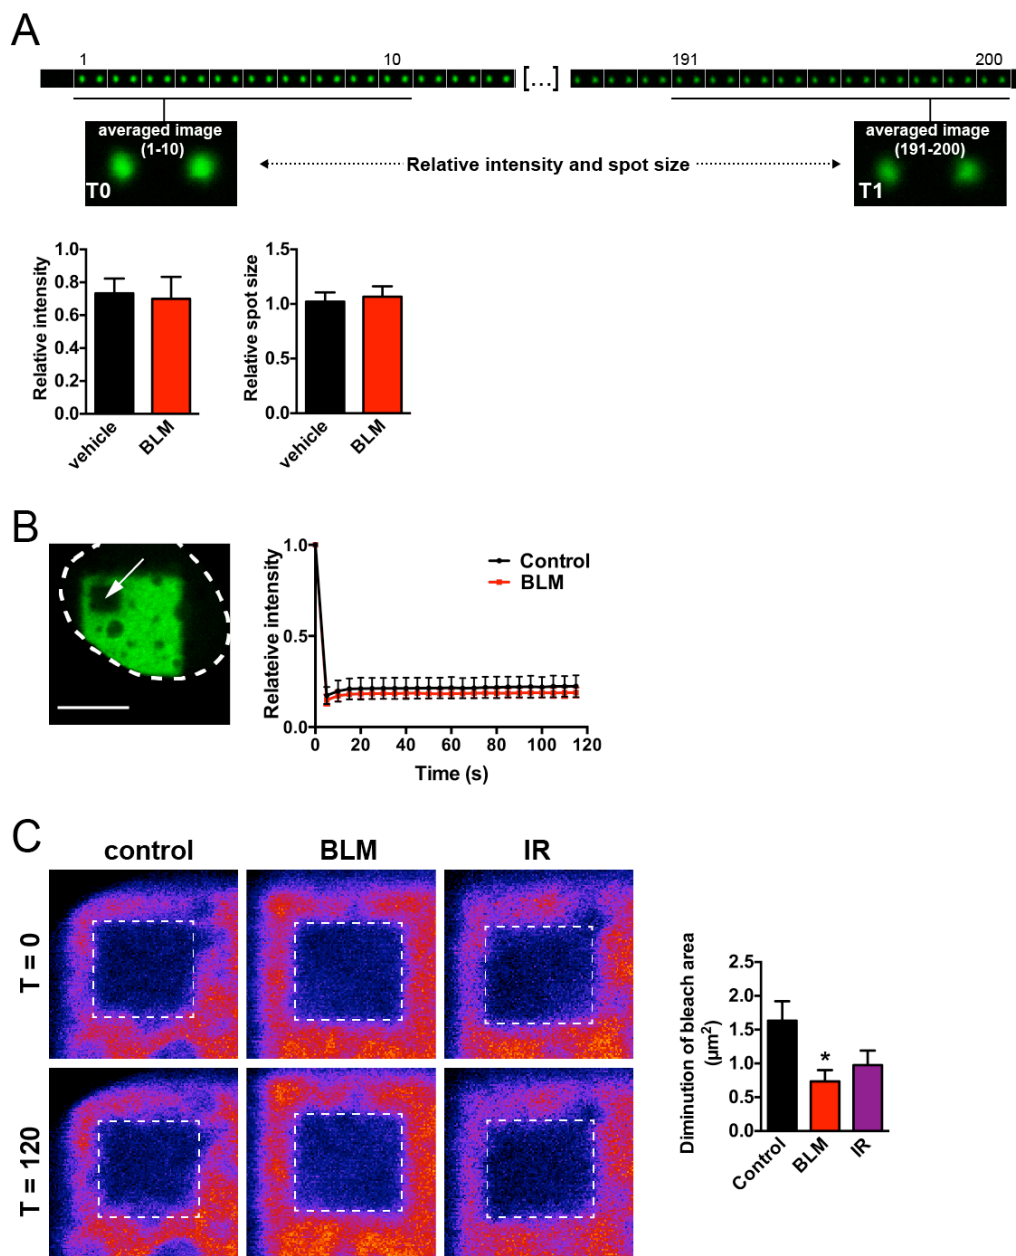 A
1 10 191 200
[...]
averaged image
(1-10)
T0
Relative intensity and spot size
averaged image
(191-200)
T1
Relative intensity
1.0
0.8
0.6
0.4
0.2
0.0
vehicle
BLM
Relative spot size
1.5
1.0
0.5
0.0
vehicle
BLM
B
Relateive intensity
1.0
0.5
0.0
Control
BLM
0 20 40 60 80 100 120
Time (s)
C
control BLM IR
T = 0
T = 120
Diminution of bleach area
(µm²)
2.5
2.0
1.5
1.0
0.5
0.0
*
Control
BLM
IR